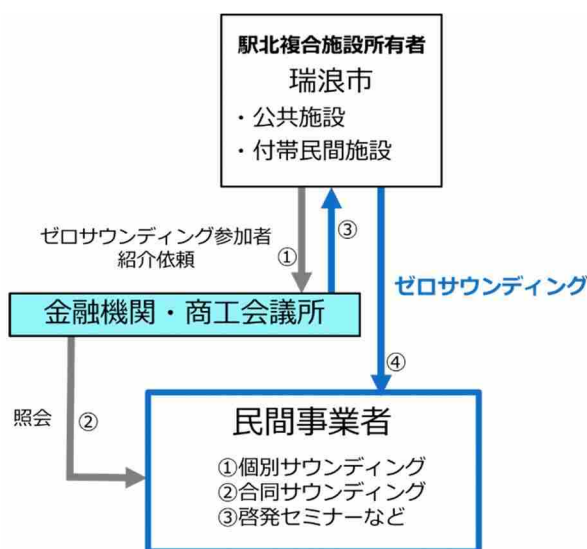 駅北複合施設所有者
瑞浪市
・公共施設
・付帯民間施設
ゼロサウンディング参加者
紹介依頼
①
③
ゼロサウンディング
金融機関・商工会議所
照会
②
④
民間事業者
①個別サウンディング
②合同サウンディング
③啓発セミナーなど